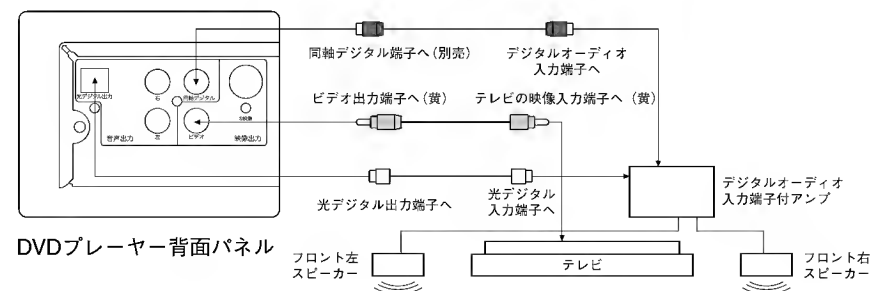 同軸デジタル端子へ(別売)
デジタルオーディオ
入力端子へ
光デジタル出力
右
同軸デジタル
S映像
音声出力
左
ビデオ
映像出力
ビデオ出力端子へ(黄)
テレビの映像入力端子へ(黄)
光デジタル出力端子へ
光デジタル
入力端子へ
デジタルオーディオ
入力端子付アンプ
DVDプレーヤー背面パネル
フロント左
スピーカー
テレビ
フロント右
スピーカー